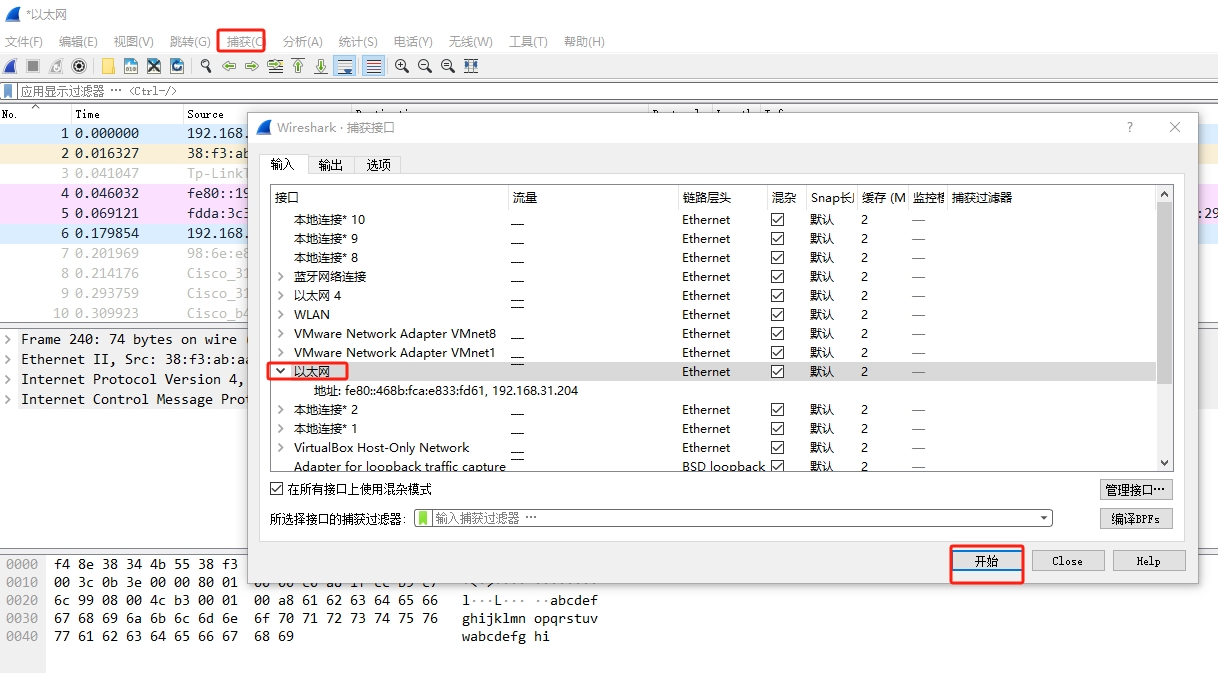 *以太网
文件(F) 编辑(E) 视图(V) 跳转(G) 捕获(C 分析(A) 统计(S) 电话(Y) 无线(W) 工具(T) 帮助(H)
应用显示过滤器 … <Ctrl-/>
No. Time Source
1 0.000000 192.168.
2 0.016327 38:f3:ab
3 0.041047 Tp-LinkT
4 0.046032 fe80::19
5 0.069121 fdda:3c3 :29
6 0.179854 192.168.
7 0.201969 98:6e:e8
8 0.214176 Cisco_31
9 0.293759 Cisco_31
10 0.309923 Cisco_b4
Frame 240: 74 bytes on wire
Ethernet II, Src: 38:f3:ab:aa
Internet Protocol Version 4,
Internet Control Message Prot
Wireshark · 捕获接口
? ×
输入 输出 选项
接口 流量 链路层头 混杂 Snap长 缓存 (M 监控模 捕获过滤器
本地连接* 10 Ethernet 默认 2 —
本地连接* 9 Ethernet 默认 2 —
本地连接* 8 Ethernet 默认 2 —
蓝牙网络连接 Ethernet 默认 2 —
以太网 4 Ethernet 默认 2 —
WLAN Ethernet 默认 2 —
VMware Network Adapter VMnet8 Ethernet 默认 2 —
VMware Network Adapter VMnet1 Ethernet 默认 2 —
以太网 Ethernet 默认 2 —
地址: fe80::468b:fca:e833:fd61, 192.168.31.204
本地连接* 2 Ethernet 默认 2 —
本地连接* 1 Ethernet 默认 2 —
VirtualBox Host-Only Network Ethernet 默认 2 —
Adapter for loopback traffic capture BSD loopback 默认 2 —
在所有接口上使用混杂模式
管理接口…
所选择接口的捕获过滤器: 输入捕获过滤器 …
编译BPFs
开始 Close Help
0000 f4 8e 38 34 4b 55 38 f3
0010 00 3c 0b 3e 00 00 80 01
0020 6c 99 08 00 4c b3 00 01 00 a8 61 62 63 64 65 66 l···L··· ··abcdef
0030 67 68 69 6a 6b 6c 6d 6e 6f 70 71 72 73 74 75 76 ghijklmn opqrstuv
0040 77 61 62 63 64 65 66 67 68 69 wabcdefg hi